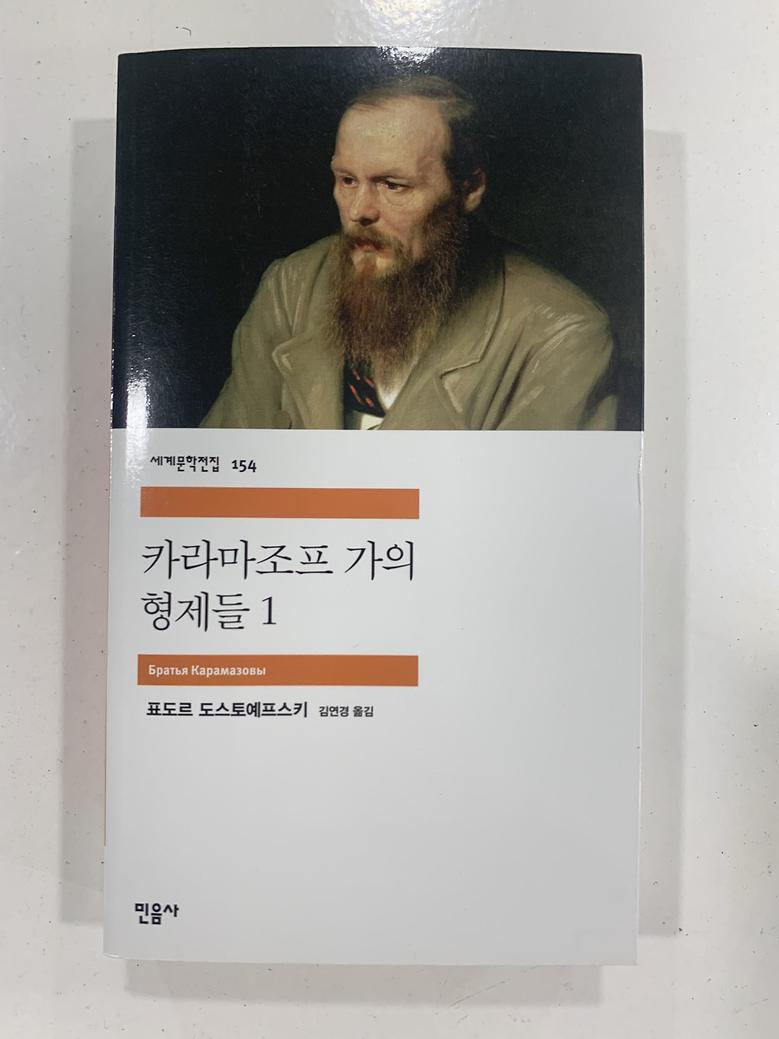 세계문학전집 154
카라마조프 가의
형제들 1
Братья Карамазовы
표도르 도스토예프스키 김연경 옮김
민음사